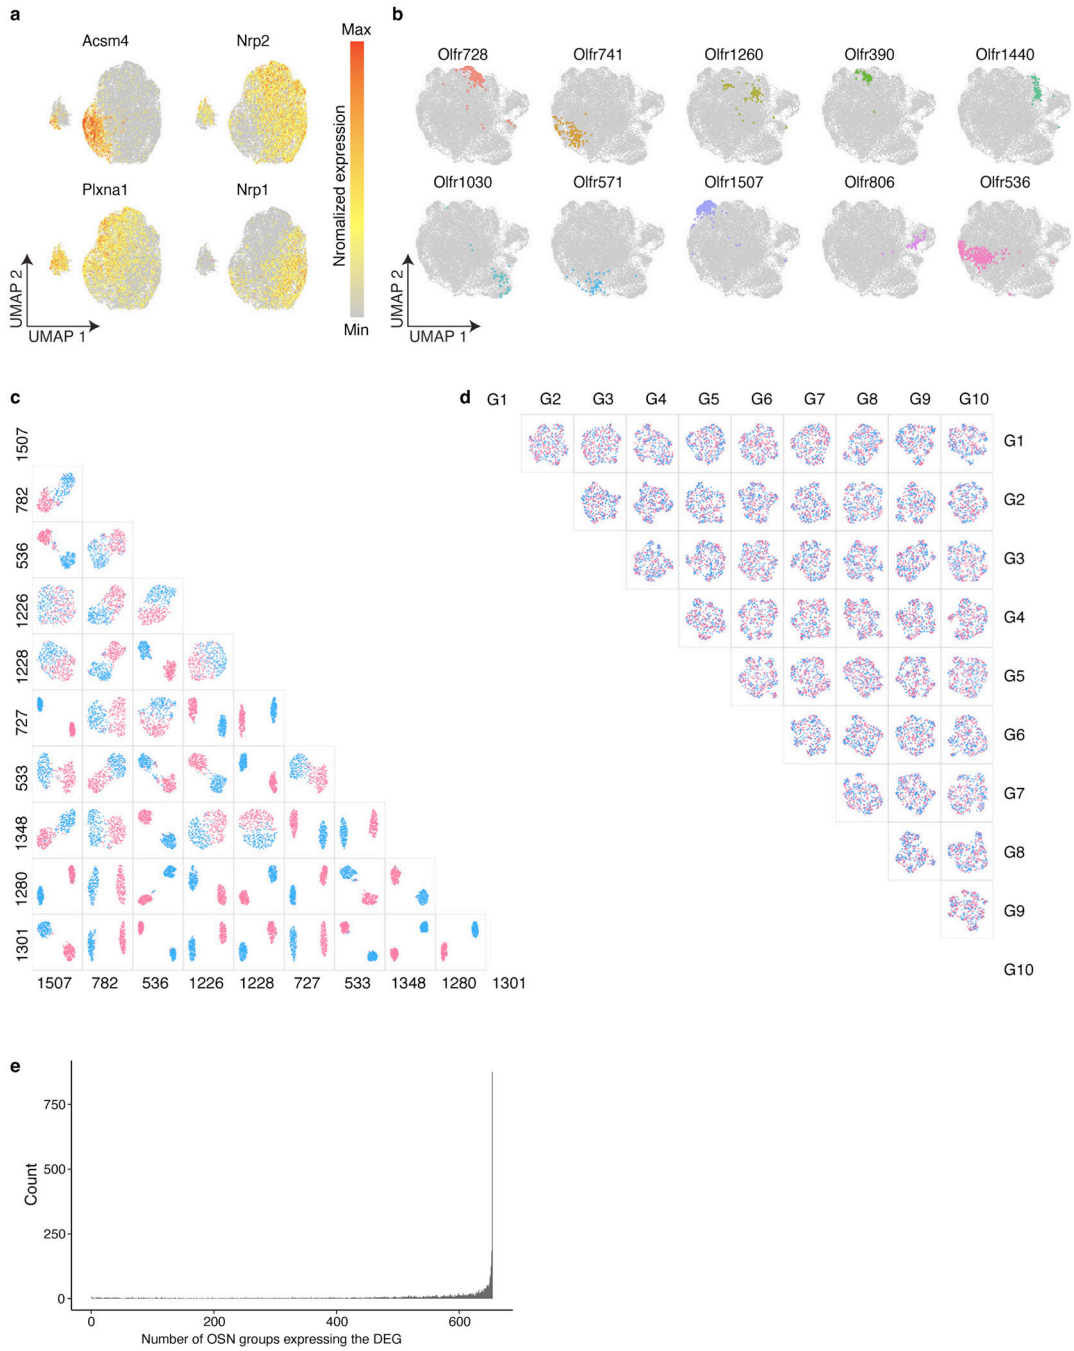 a
Acsm4
Nrp2
Max
Plxna1
Nrp1
Nromalized expression
Min
UMAP 2
UMAP 1
b
Olfr728
Olfr741
Olfr1260
Olfr390
Olfr1440
Olfr1030
Olfr571
Olfr1507
Olfr806
Olfr536
UMAP 2
UMAP 1
c
1507
782
536
1226
1228
727
533
1348
1280
1301
1507 782 536 1226 1228 727 533 1348 1280 1301
d
G1 G2 G3 G4 G5 G6 G7 G8 G9 G10
G1
G2
G3
G4
G5
G6
G7
G8
G9
G10
e
Count
750
500
250
0
0 200 400 600
Number of OSN groups expressing the DEG